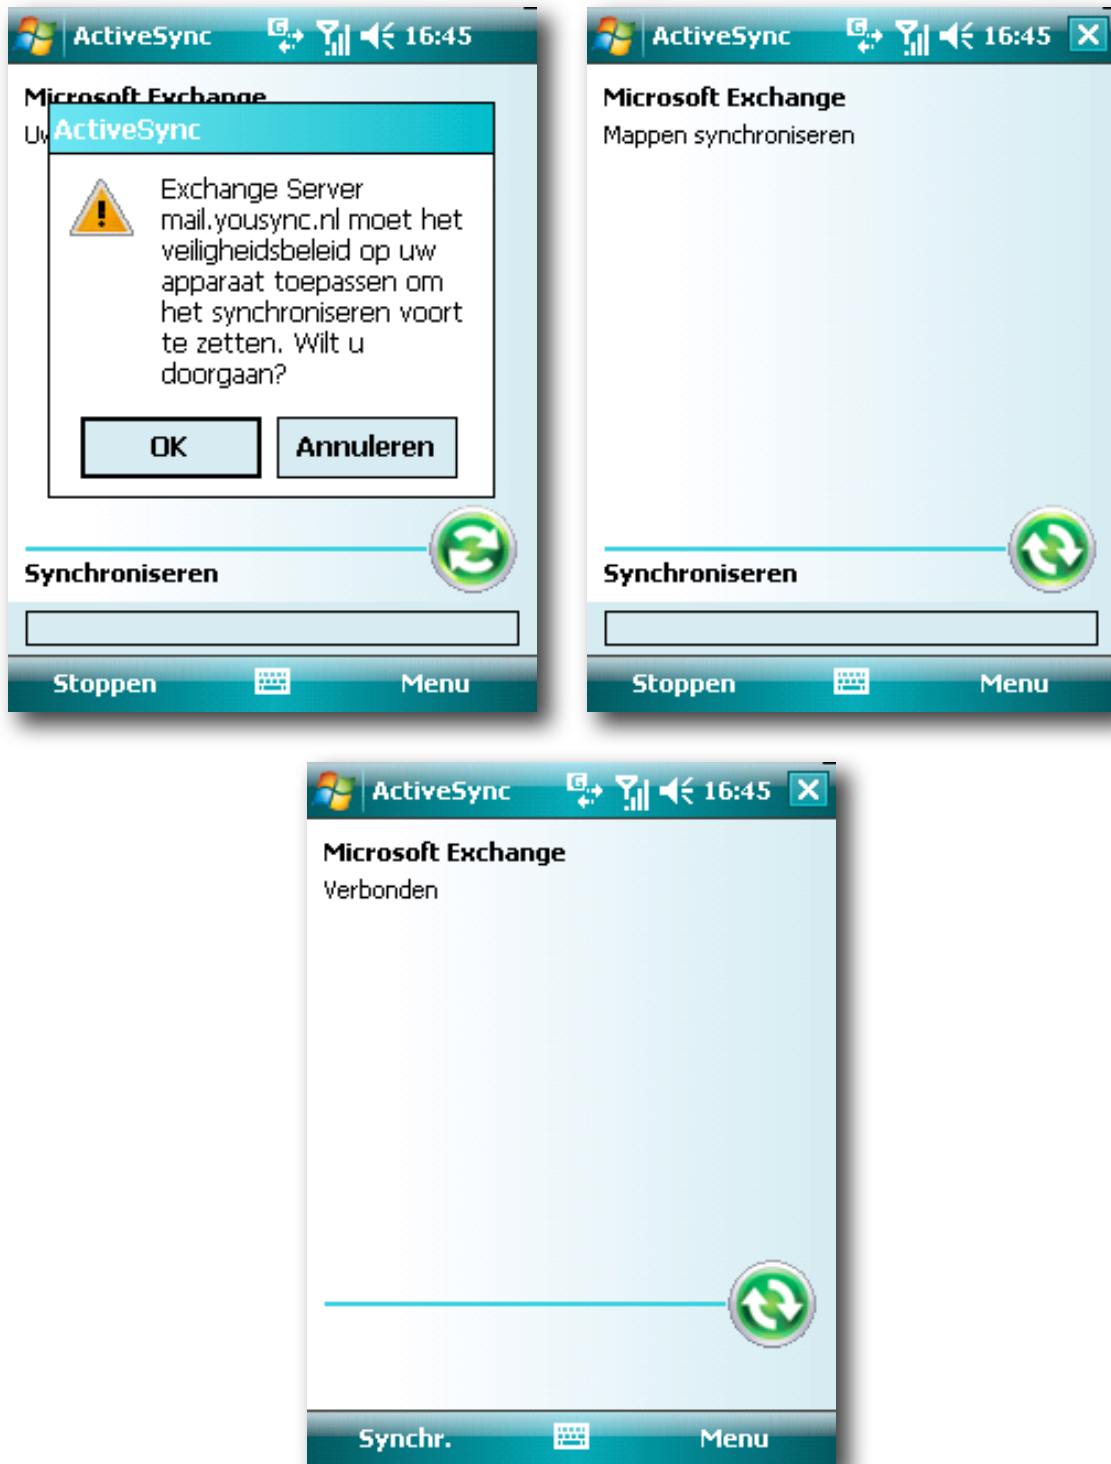 ActiveSync 16:45
Microsoft Exchange
ActiveSync
Exchange Server
mail.yousync.nl moet het
veiligheidsbeleid op uw
apparaat toepassen om
het synchroniseren voort
te zetten. Wilt u
doorgaan?
OK Annuleren
Synchroniseren
Stoppen Menu
ActiveSync 16:45
Microsoft Exchange
Mappen synchroniseren
Synchroniseren
Stoppen Menu
ActiveSync 16:45
Microsoft Exchange
Verbonden
Synchr. Menu